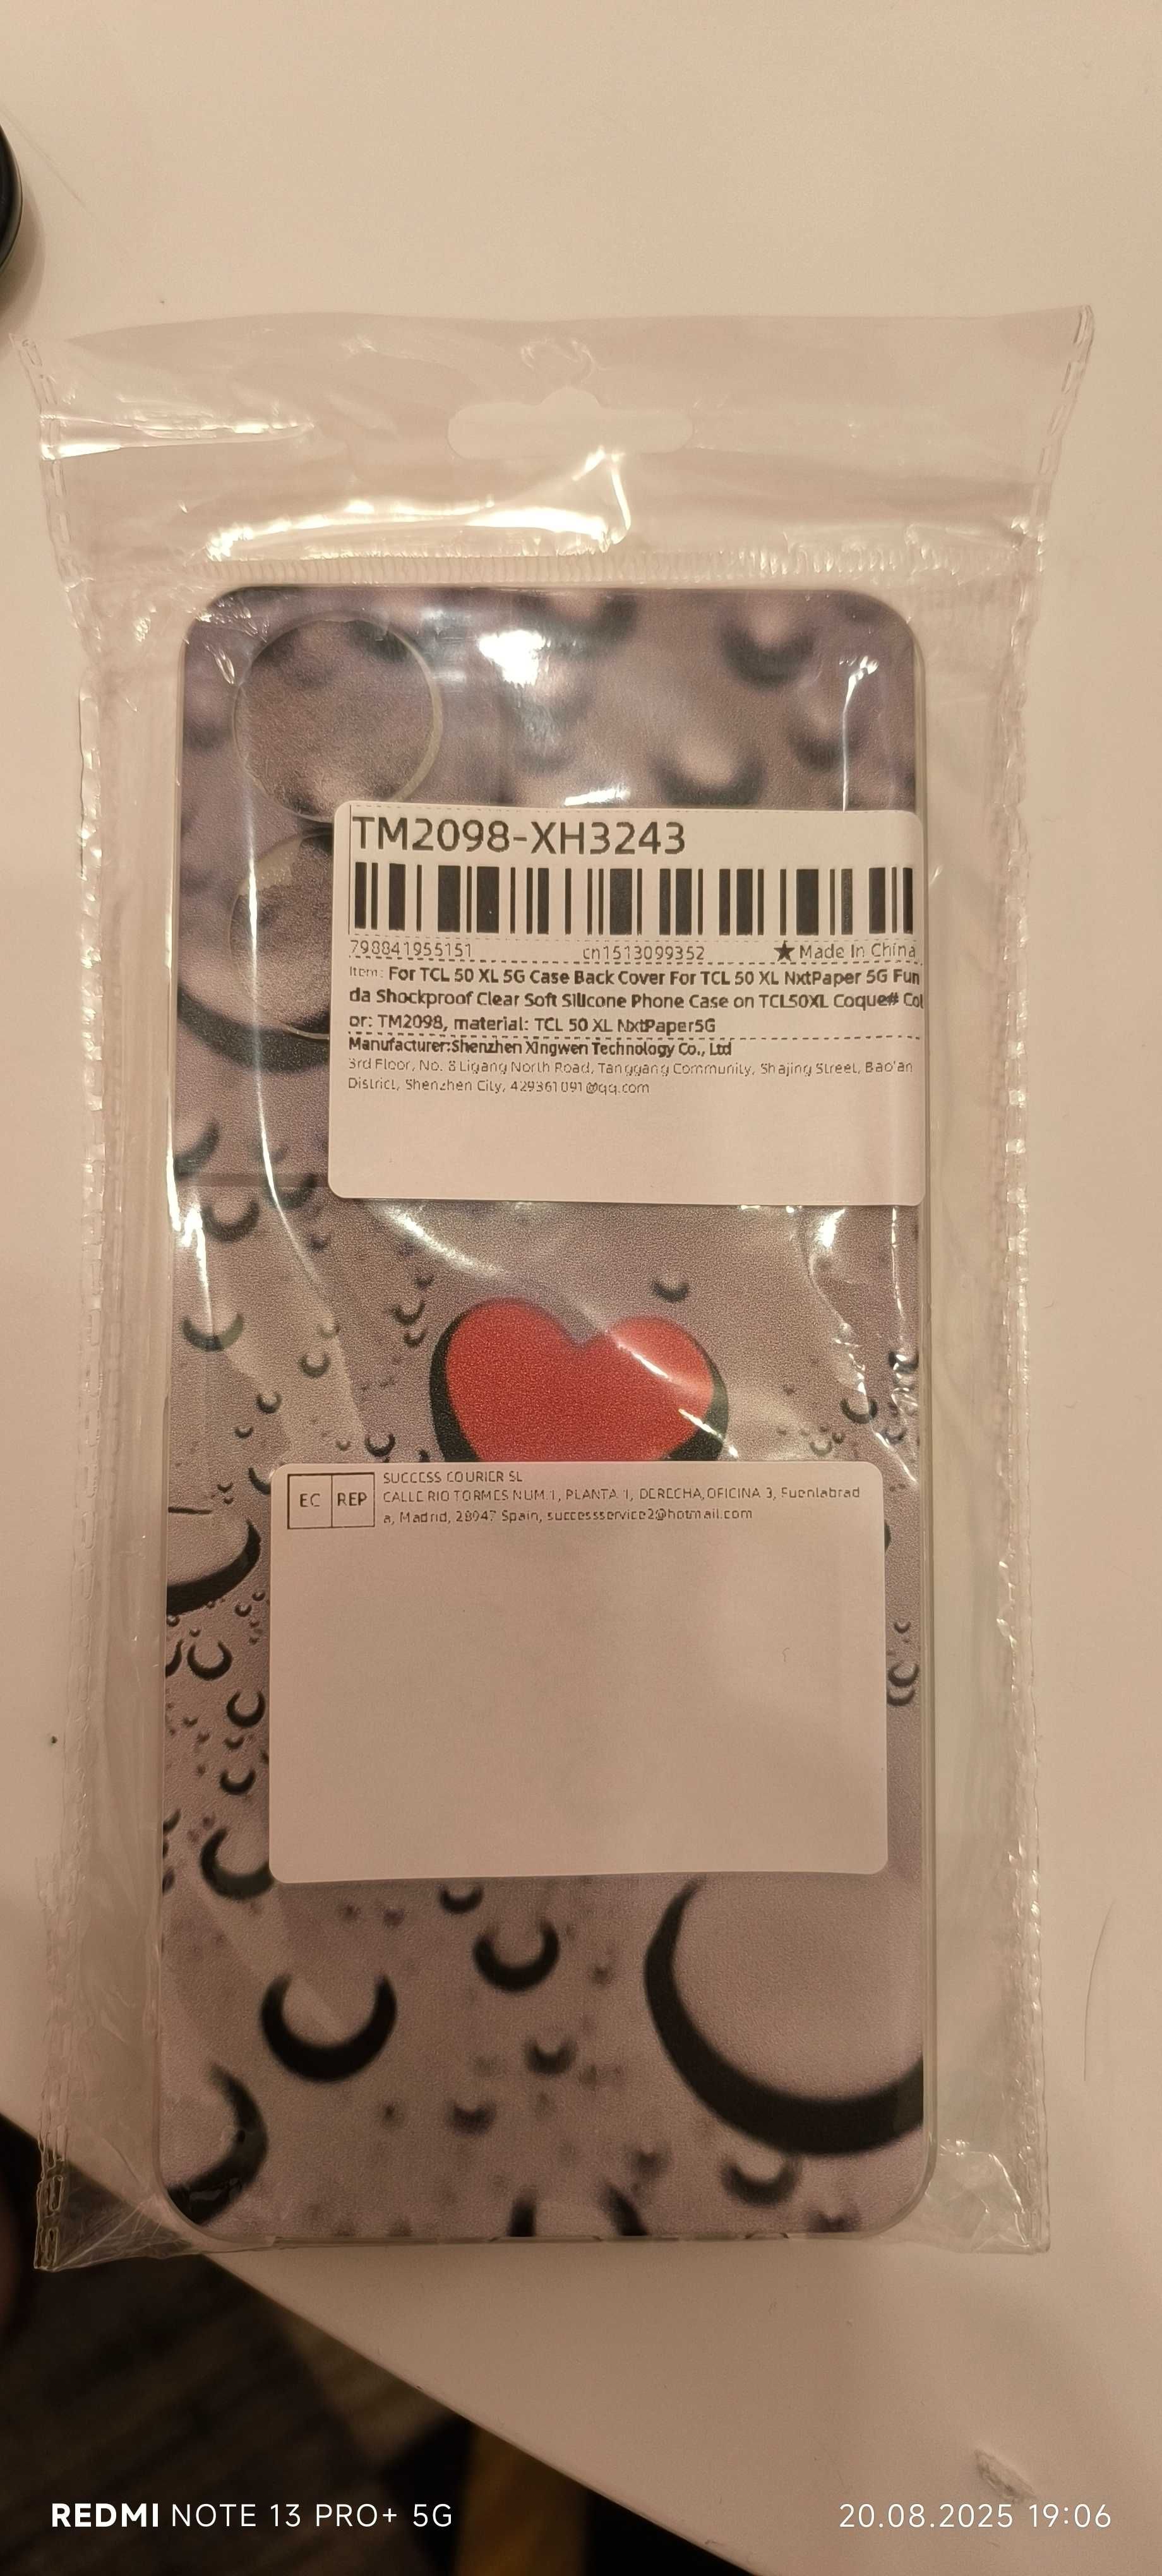 TM2098-XH3243
798841955151 cn1513099352 ★ Made In China
Item: For TCL 50 XL 5G Case Back Cover For TCL 50 XL NxtPaper 5G Fun
da Shockproof Clear Soft Silicone Phone Case on TCL50XL Coque# Col
or: TM2098, material: TCL 50 XL NxtPaper5G
Manufacturer:Shenzhen Xingwen Technology Co., Ltd
3rd Floor, No. 8 Ligang North Road, Tanggang Community, Shajing Street, Bao'an
District, Shenzhen City, 429361091@qq.com
EC REP
SUCCESS COURIER SL
CALLE RIO TORMES NUM.1, PLANTA 1, DERECHA,OFICINA 3, Fuenlabrad
a, Madrid, 28947 Spain, successservice2@hotmail.com
REDMI NOTE 13 PRO+ 5G
20.08.2025 19:06